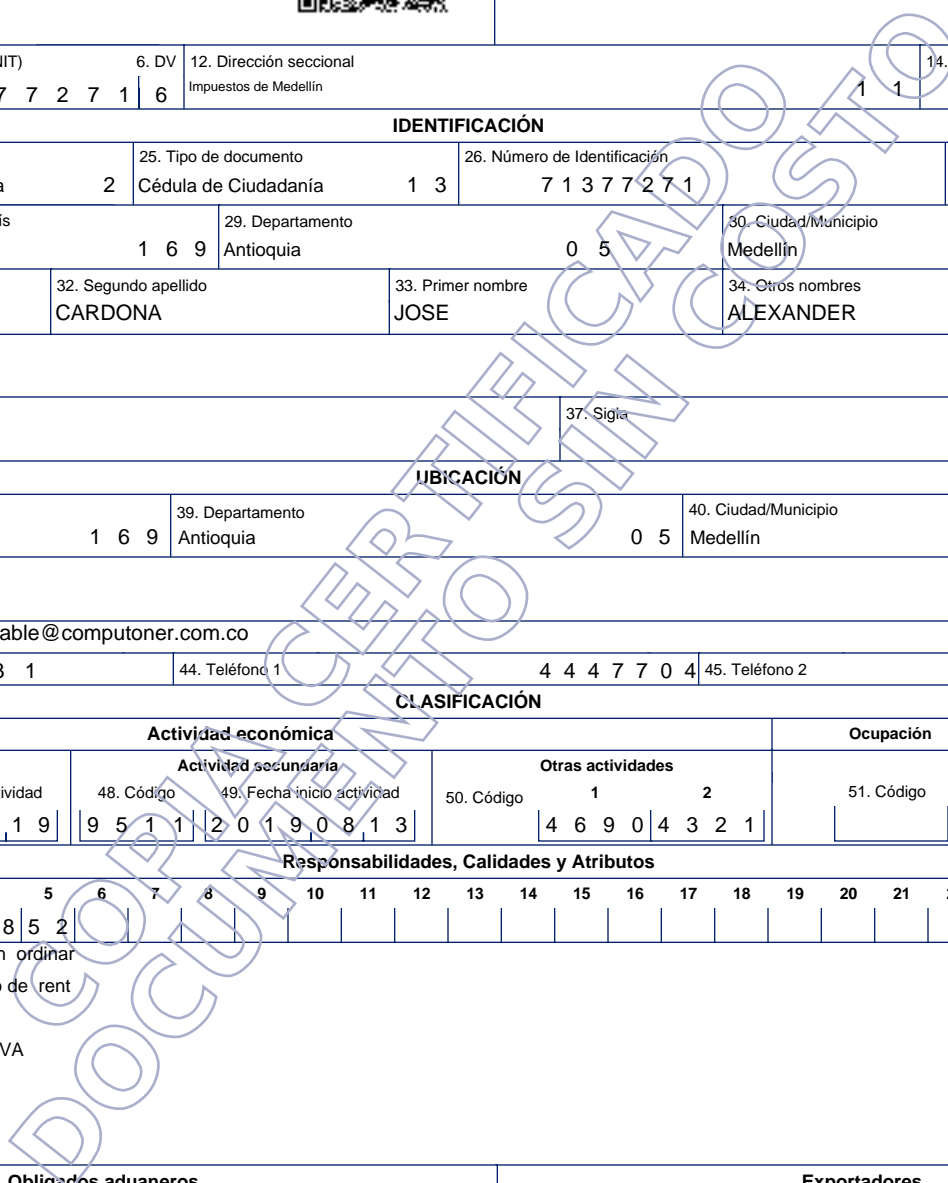 6. DV 12. Dirección seccional 14.
7 7 2 7 1 6 Impuestos de Medellín 1 1
IDENTIFICACIÓN
25. Tipo de documento 26. Número de Identificación
2 Cédula de Ciudadanía 1 3 7 1 3 7 7 2 7 1
29. Departamento 30. Ciudad/Municipio
1 6 9 Antioquia 0 5 Medellín
32. Segundo apellido 33. Primer nombre 34. Otros nombres
CARDONA JOSE ALEXANDER
37. Sigla
UBICACIÓN
39. Departamento 40. Ciudad/Municipio
1 6 9 Antioquia 0 5 Medellín
able@computoner.com.co
1 44. Teléfono 1 4 4 4 7 7 0 4 45. Teléfono 2
CLASIFICACIÓN
Actividad económica Ocupación
Actividad secundaria Otras actividades
ividad 48. Código 49. Fecha inicio actividad 50. Código 1 2 51. Código
1 9 9 5 1 1 2 0 1 9 0 8 1 3 4 6 9 0 4 3 2 1
Responsabilidades, Calidades y Atributos
5 6 7 8 9 10 11 12 13 14 15 16 17 18 19 20 21
8 5 2
n ordinar
o de rent
VA
Obligados aduaneros Exportadores
COPIA CERTIFICADO
DOCUMENTO SIN COSTO